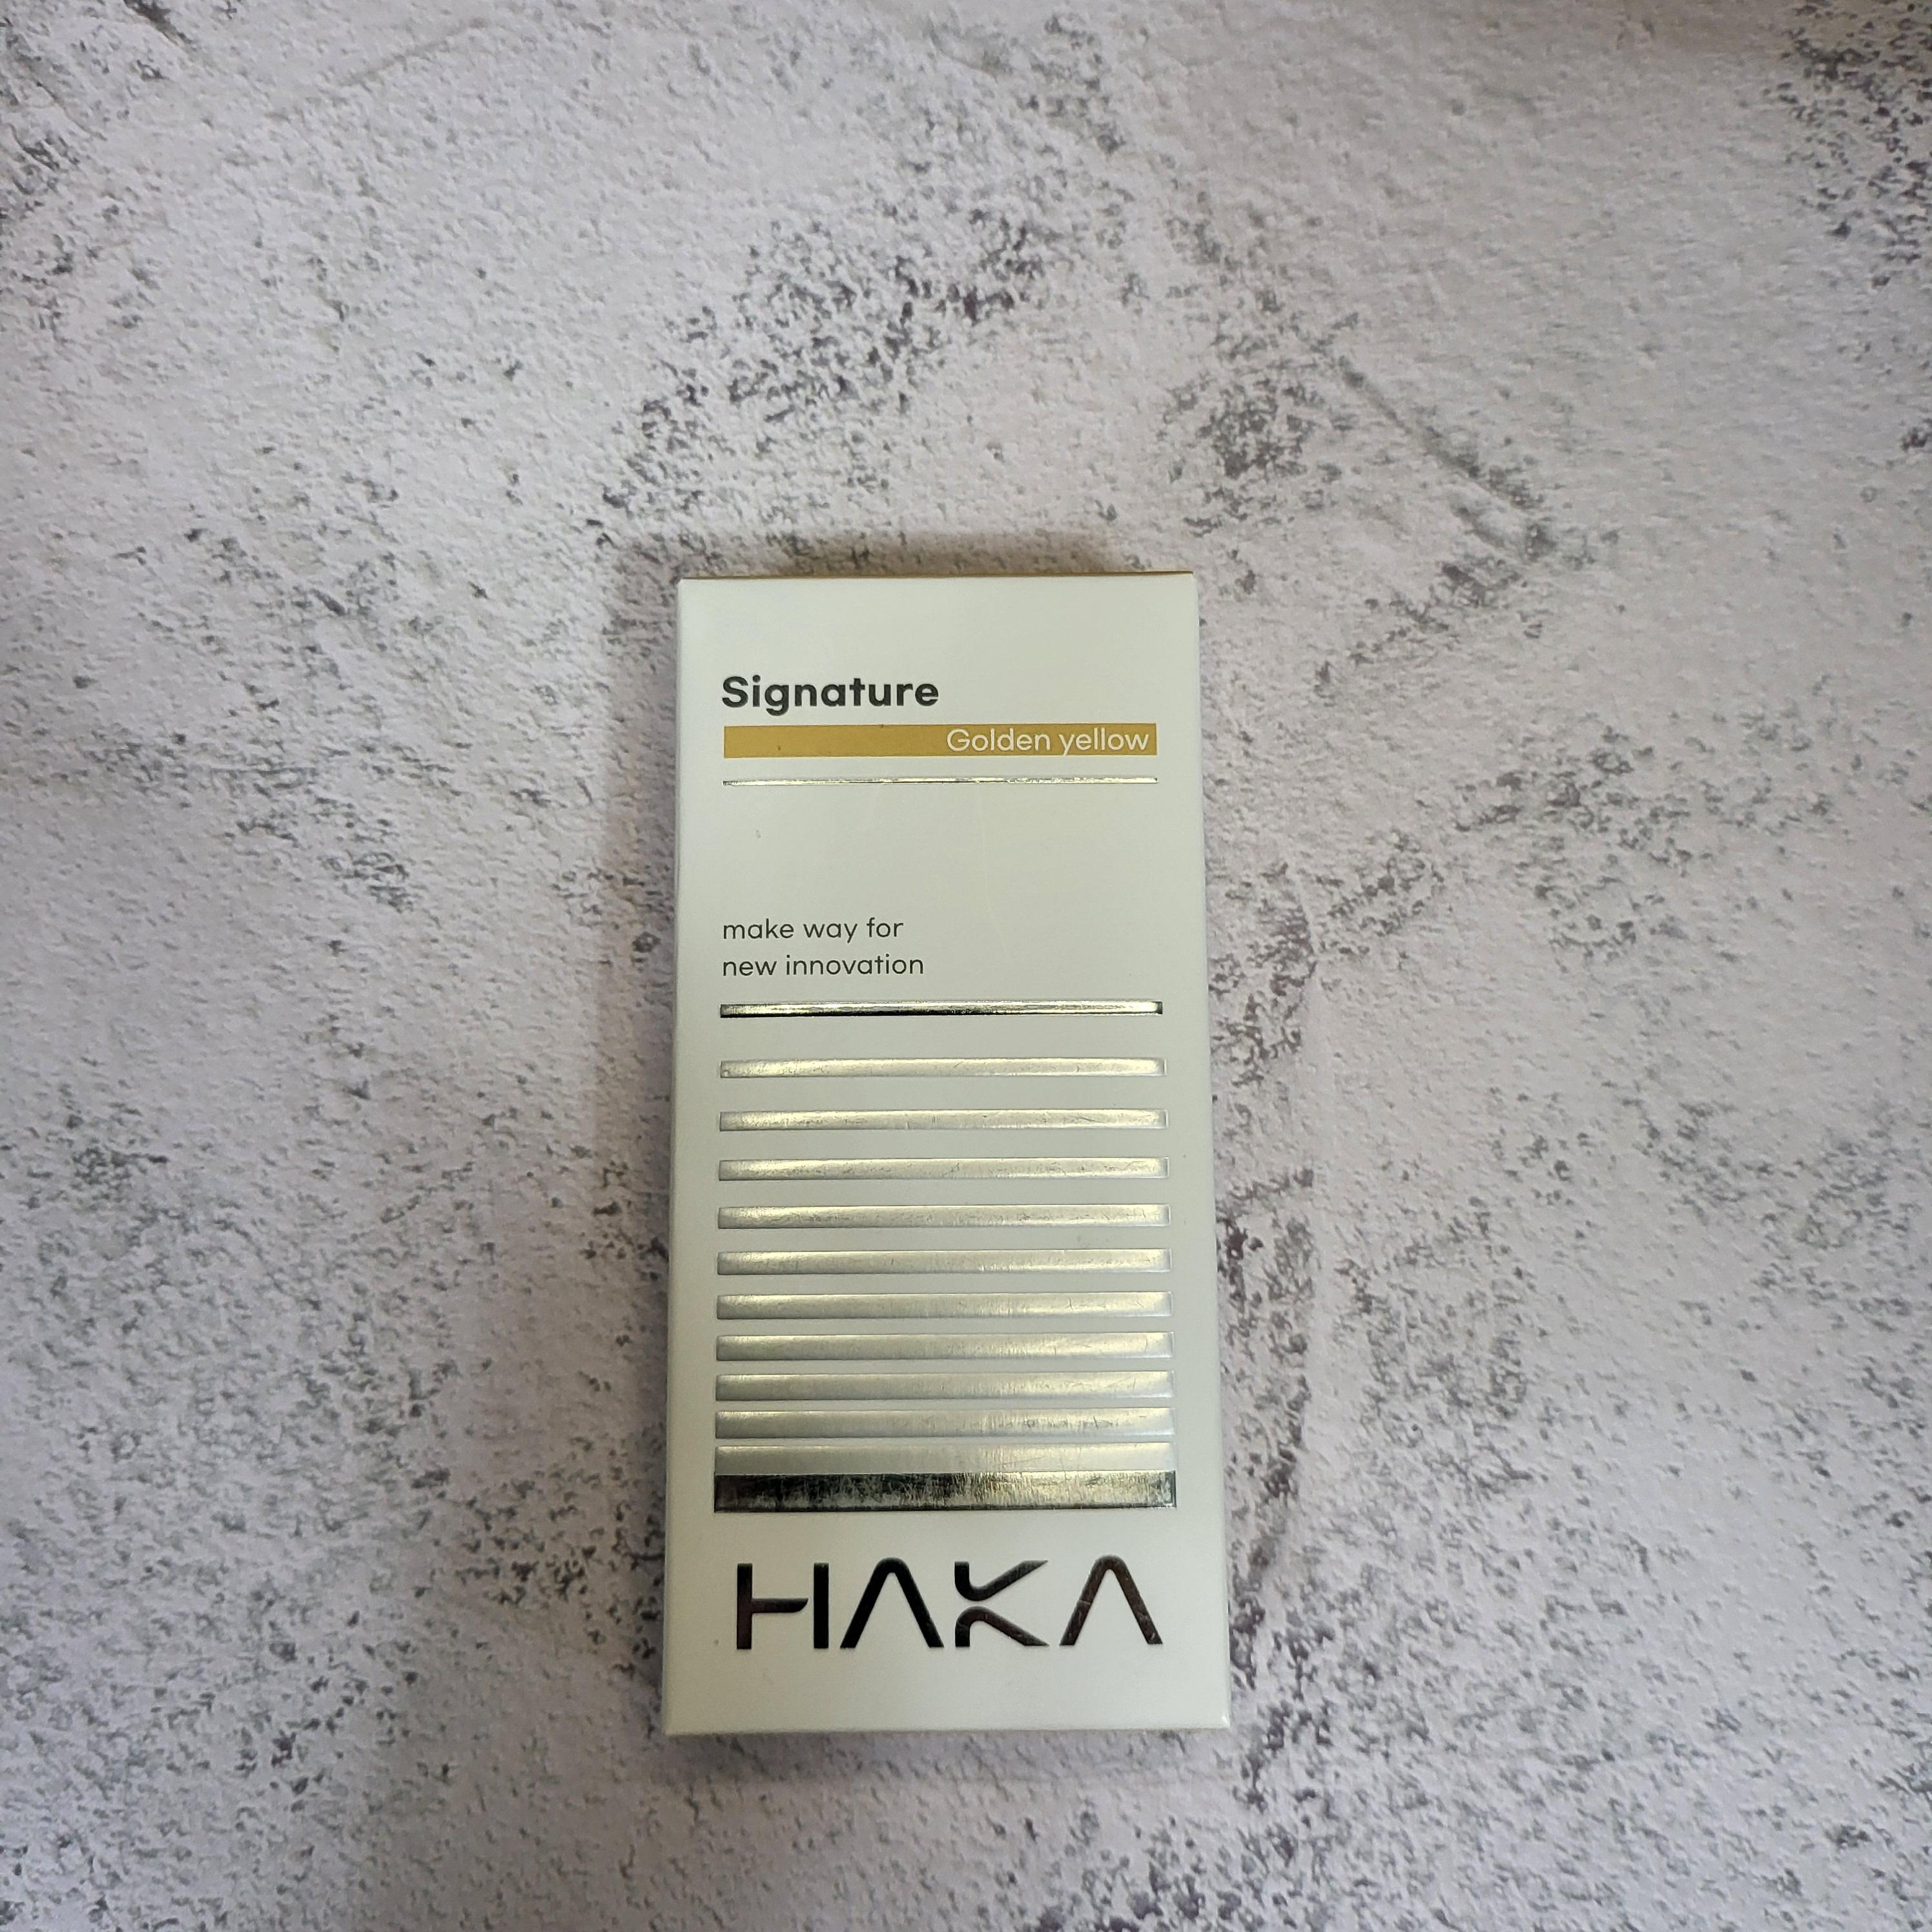 Signature
Golden yellow
make way for
new innovation
HAKA